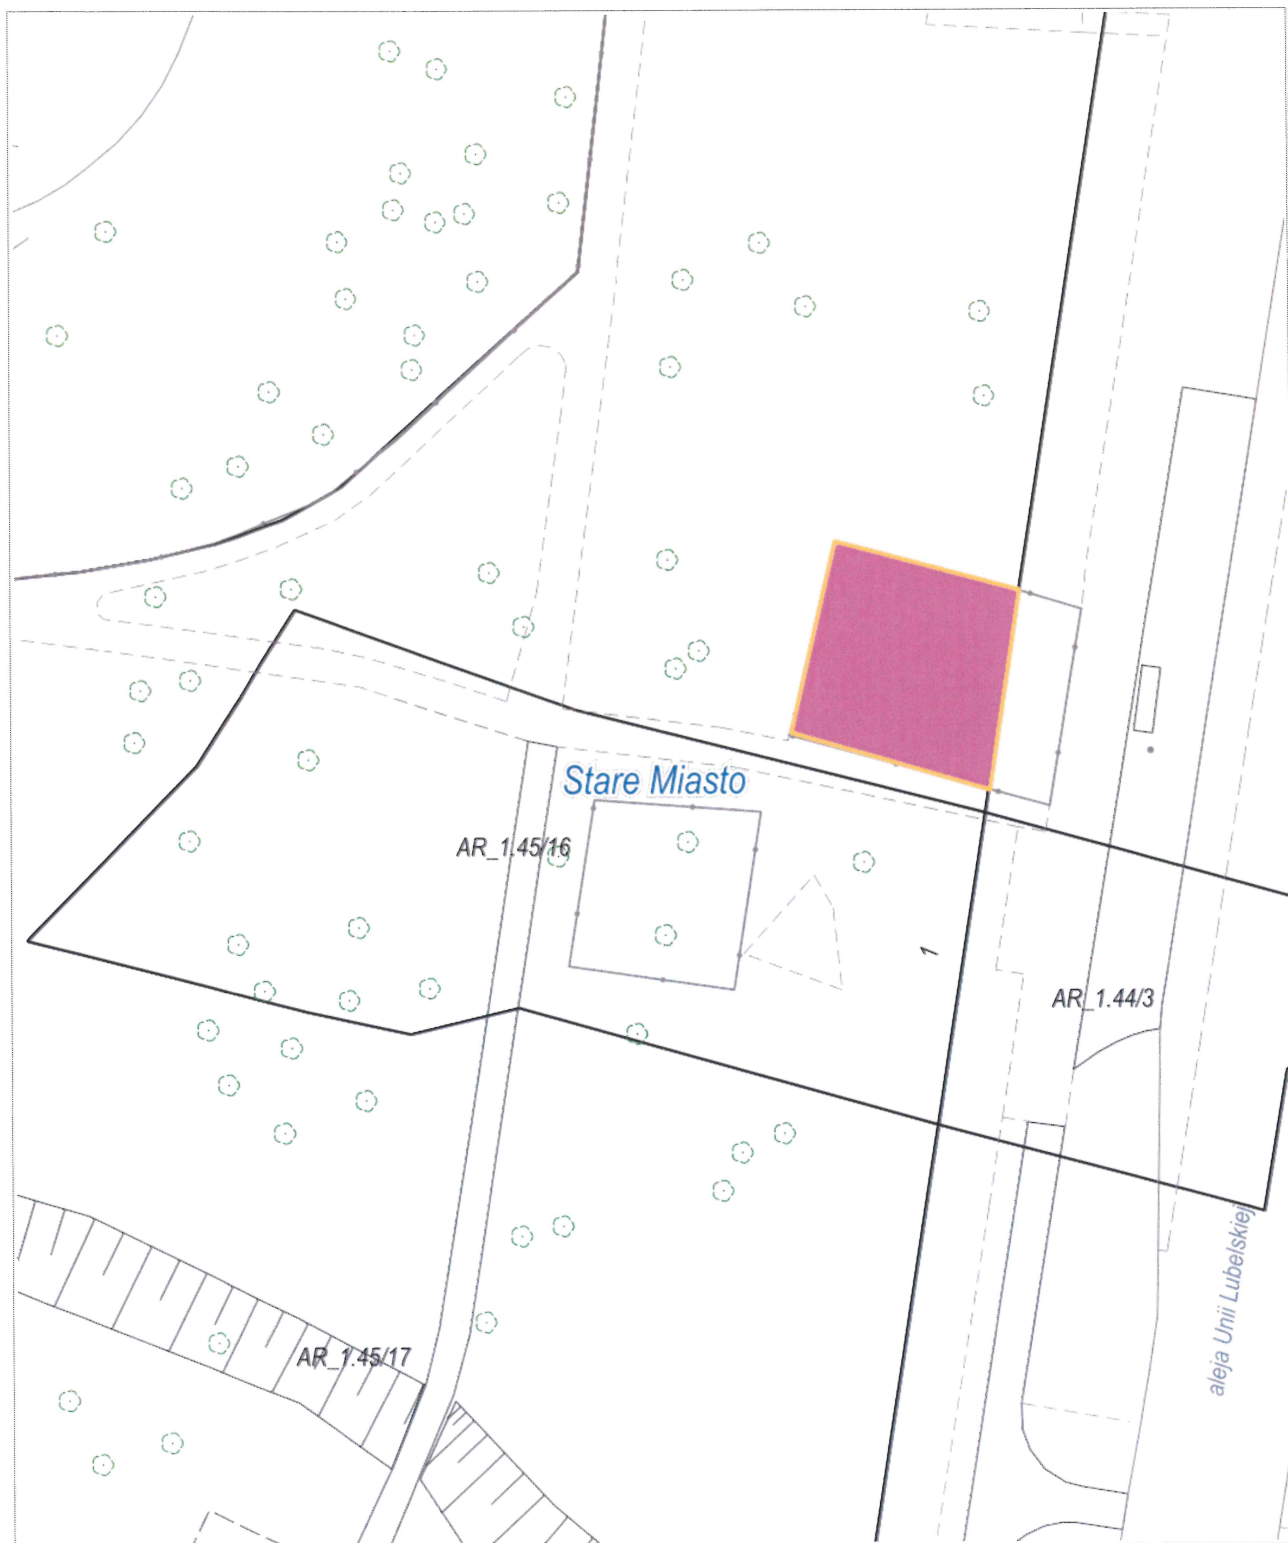 Stare Miasto
AR_1.45/16
1
AR_1.44/3
aleja Unii Lubelskiej
AR_1.45/17